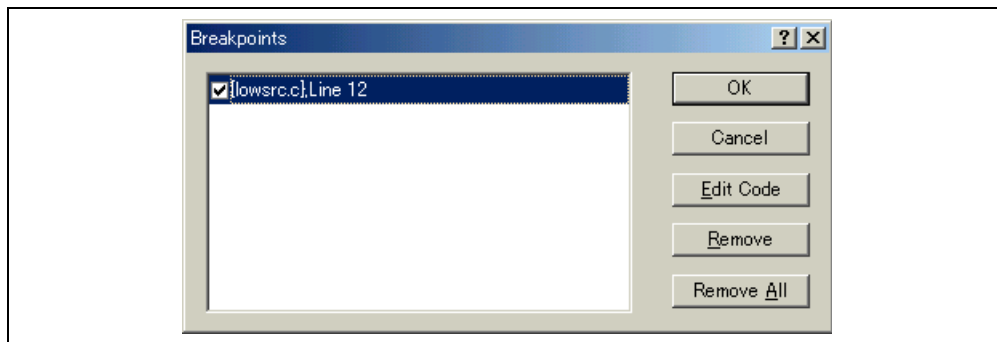 Breakpoints
{lowsrc.c},Line 12
OK
Cancel
Edit Code
Remove
Remove All